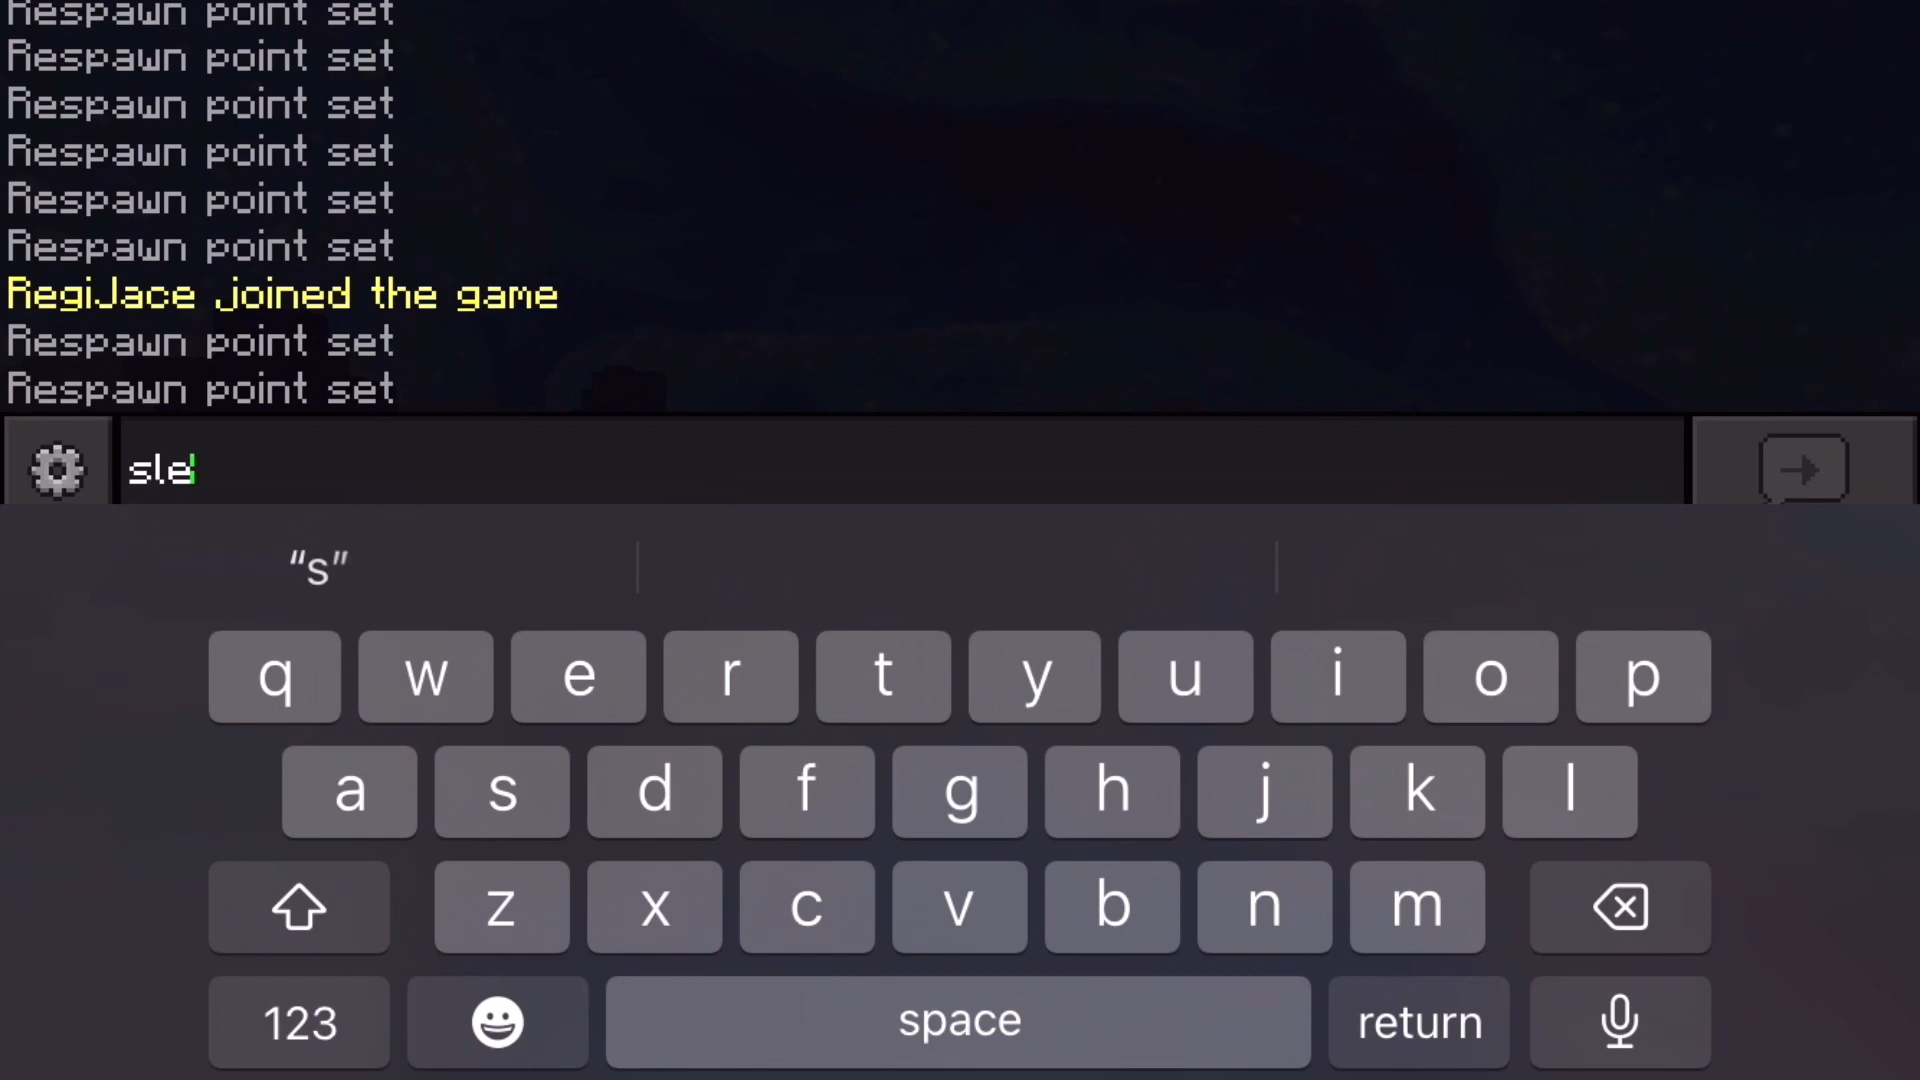 Respawn point set
Respawn point set
Respawn point set
Respawn point set
Respawn point set
Respawn point set
RegiJace joined the game
Respawn point set
Respawn point set
sle
“s”
q w e r t y u i o p
a s d f g h j k l
z x c v b n m
123 space return